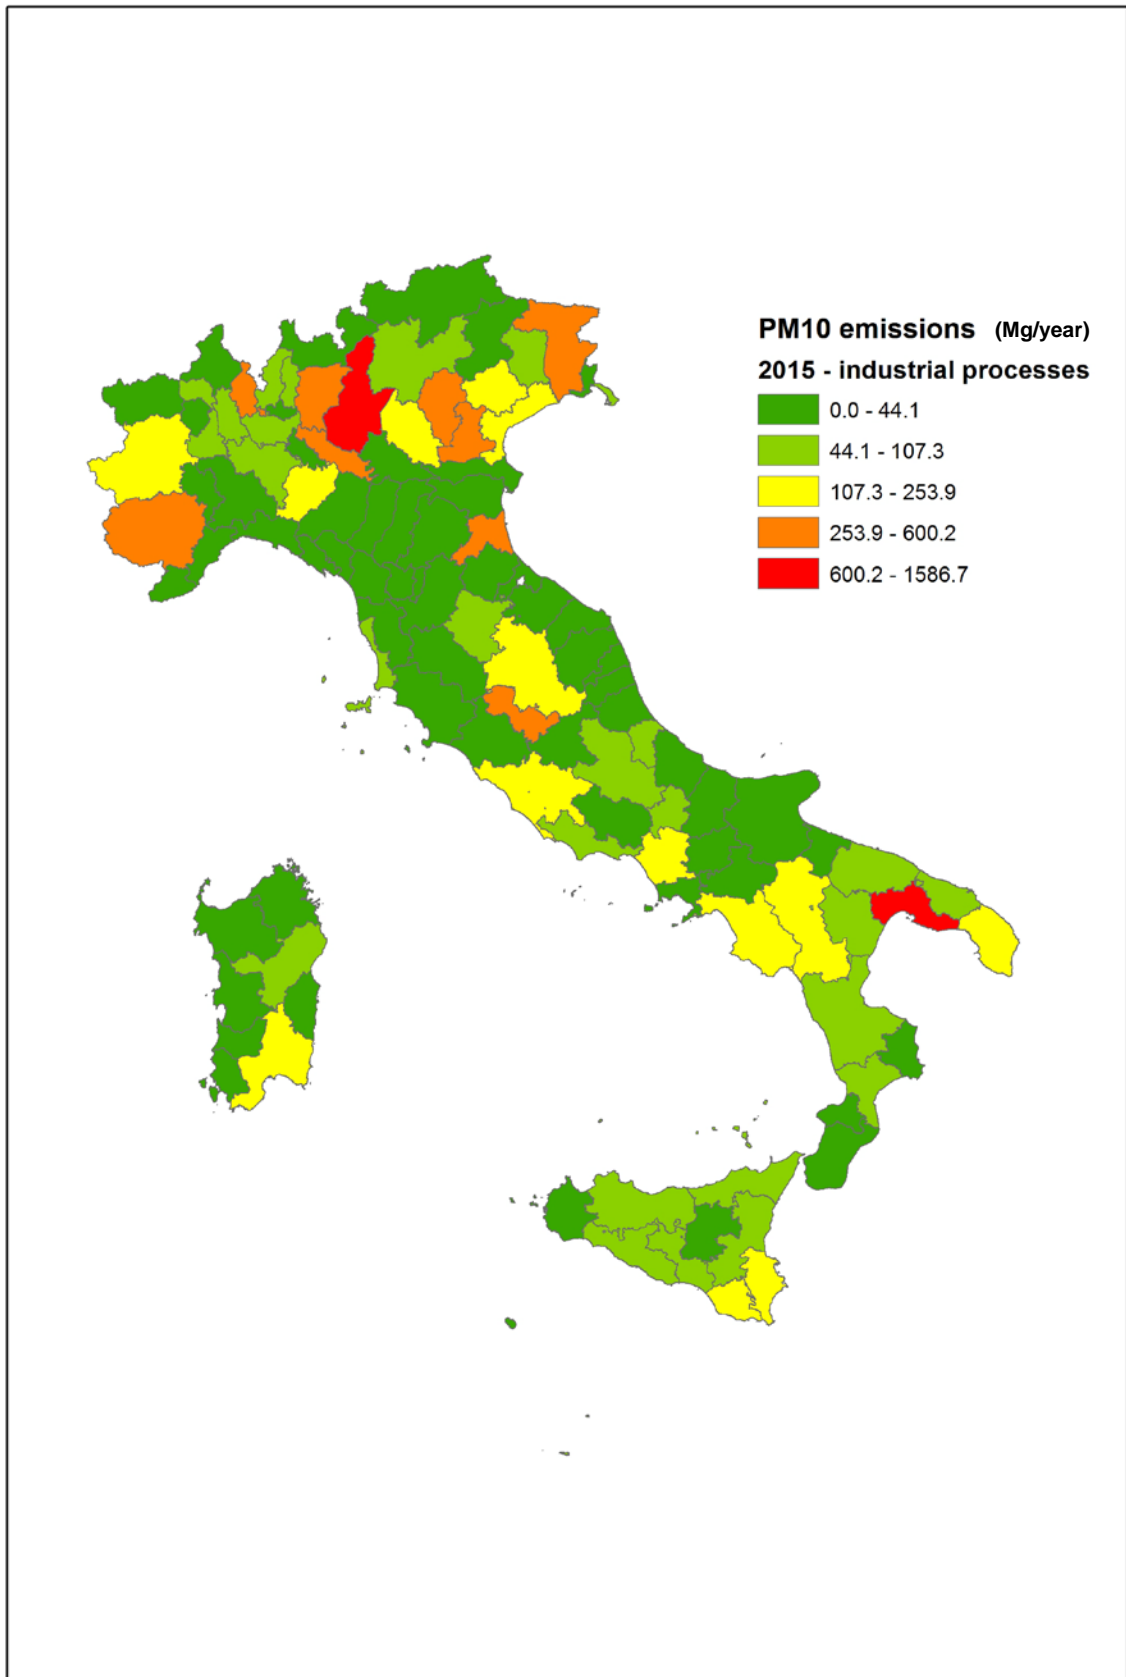 PM10 emissions (Mg/year)
2015 - industrial processes
0.0 - 44.1
44.1 - 107.3
107.3 - 253.9
253.9 - 600.2
600.2 - 1586.7